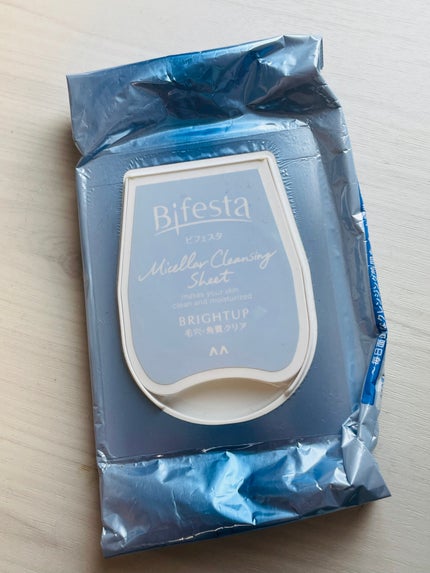 Bifesta
ビフェスタ
Micellar Cleansing
Sheet
makes your skin
clean and moisturized
BRIGHTUP
毛穴・角質クリア